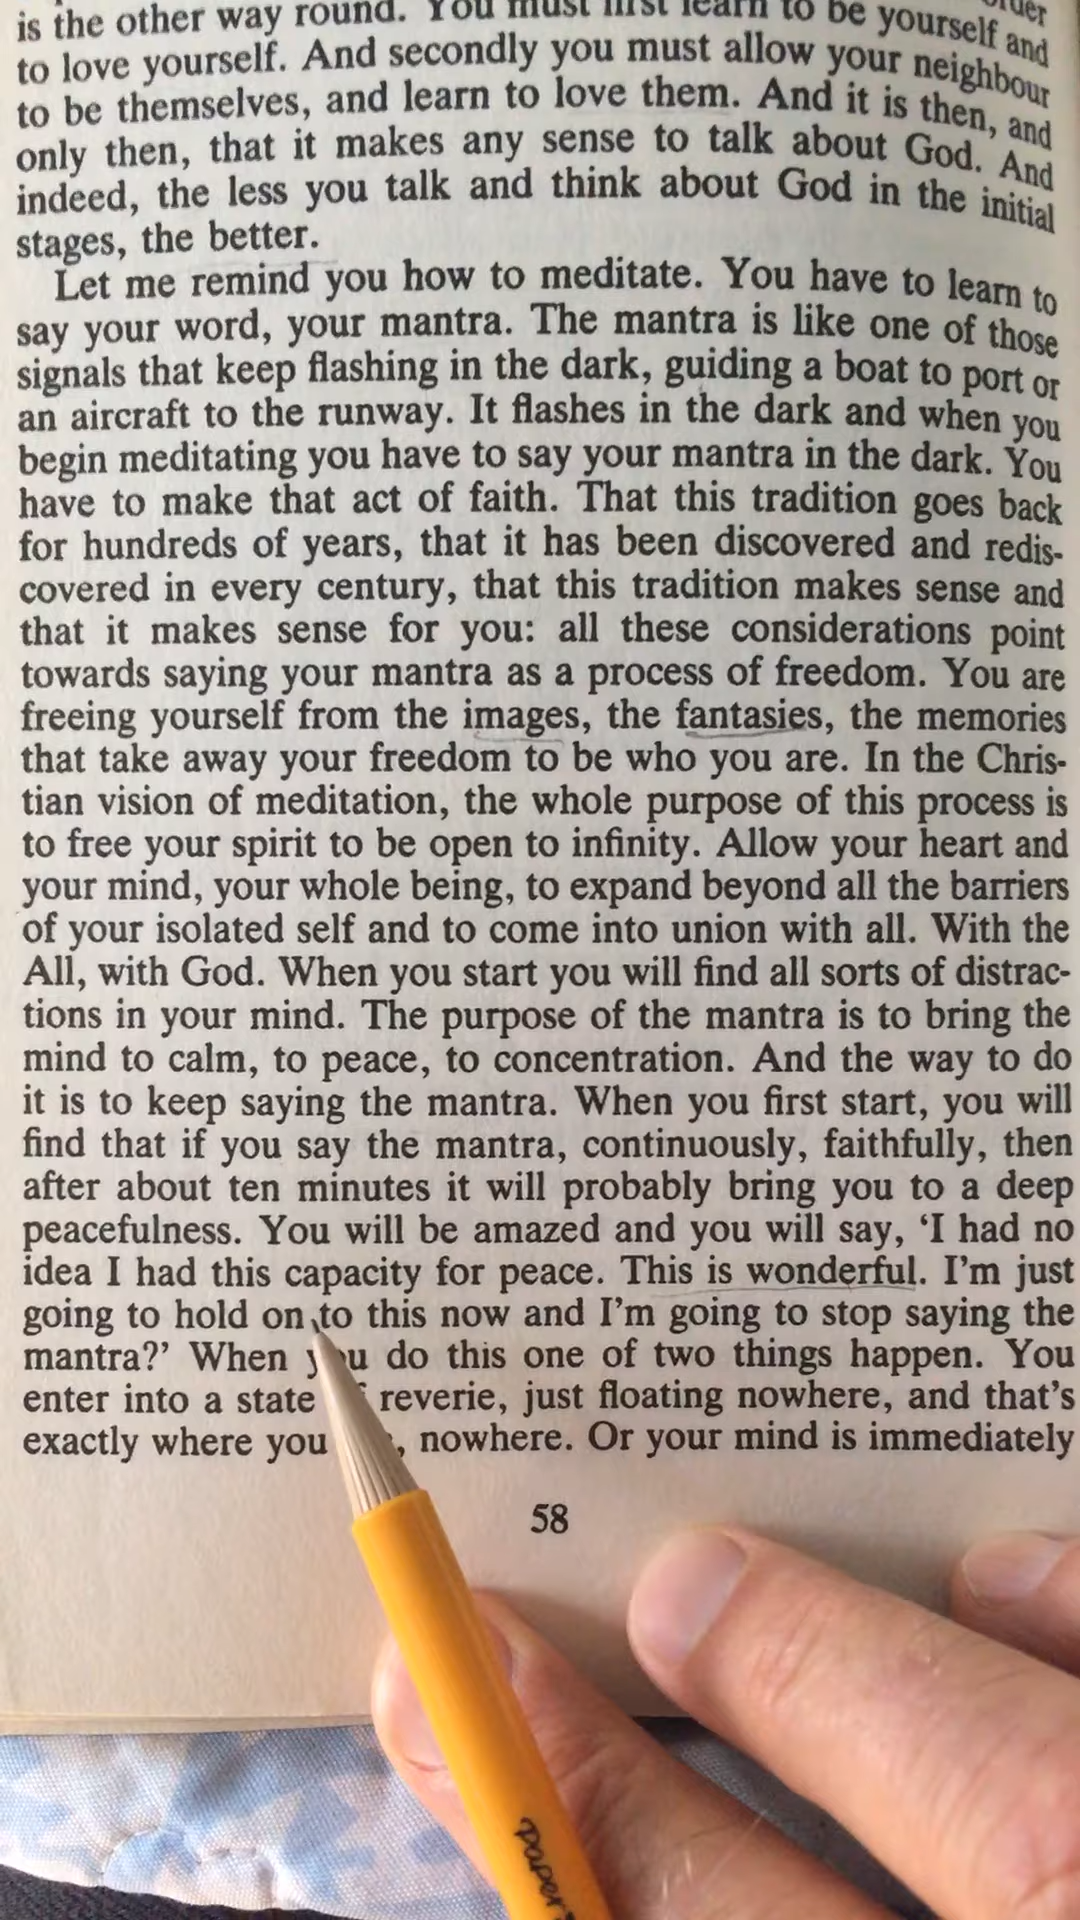 is the other way round. You must first learn to be yourself and
to love yourself. And secondly you must allow your neighbour
to be themselves, and learn to love them. And it is then, and
only then, that it makes any sense to talk about God. And
indeed, the less you talk and think about God in the initial
stages, the better.
Let me remind you how to meditate. You have to learn to
say your word, your mantra. The mantra is like one of those
signals that keep flashing in the dark, guiding a boat to port or
an aircraft to the runway. It flashes in the dark and when you
begin meditating you have to say your mantra in the dark. You
have to make that act of faith. That this tradition goes back
for hundreds of years, that it has been discovered and redis-
covered in every century, that this tradition makes sense and
that it makes sense for you: all these considerations point
towards saying your mantra as a process of freedom. You are
freeing yourself from the images, the fantasies, the memories
that take away your freedom to be who you are. In the Chris-
tian vision of meditation, the whole purpose of this process is
to free your spirit to be open to infinity. Allow your heart and
your mind, your whole being, to expand beyond all the barriers
of your isolated self and to come into union with all. With the
All, with God. When you start you will find all sorts of distrac-
tions in your mind. The purpose of the mantra is to bring the
mind to calm, to peace, to concentration. And the way to do
it is to keep saying the mantra. When you first start, you will
find that if you say the mantra, continuously, faithfully, then
after about ten minutes it will probably bring you to a deep
peacefulness. You will be amazed and you will say, ‘I had no
idea I had this capacity for peace. This is wonderful. I'm just
going to hold on to this now and I'm going to stop saying the
mantra?’ When you do this one of two things happen. You
enter into a state reverie, just floating nowhere, and that's
exactly where you , nowhere. Or your mind is immediately
58
paper